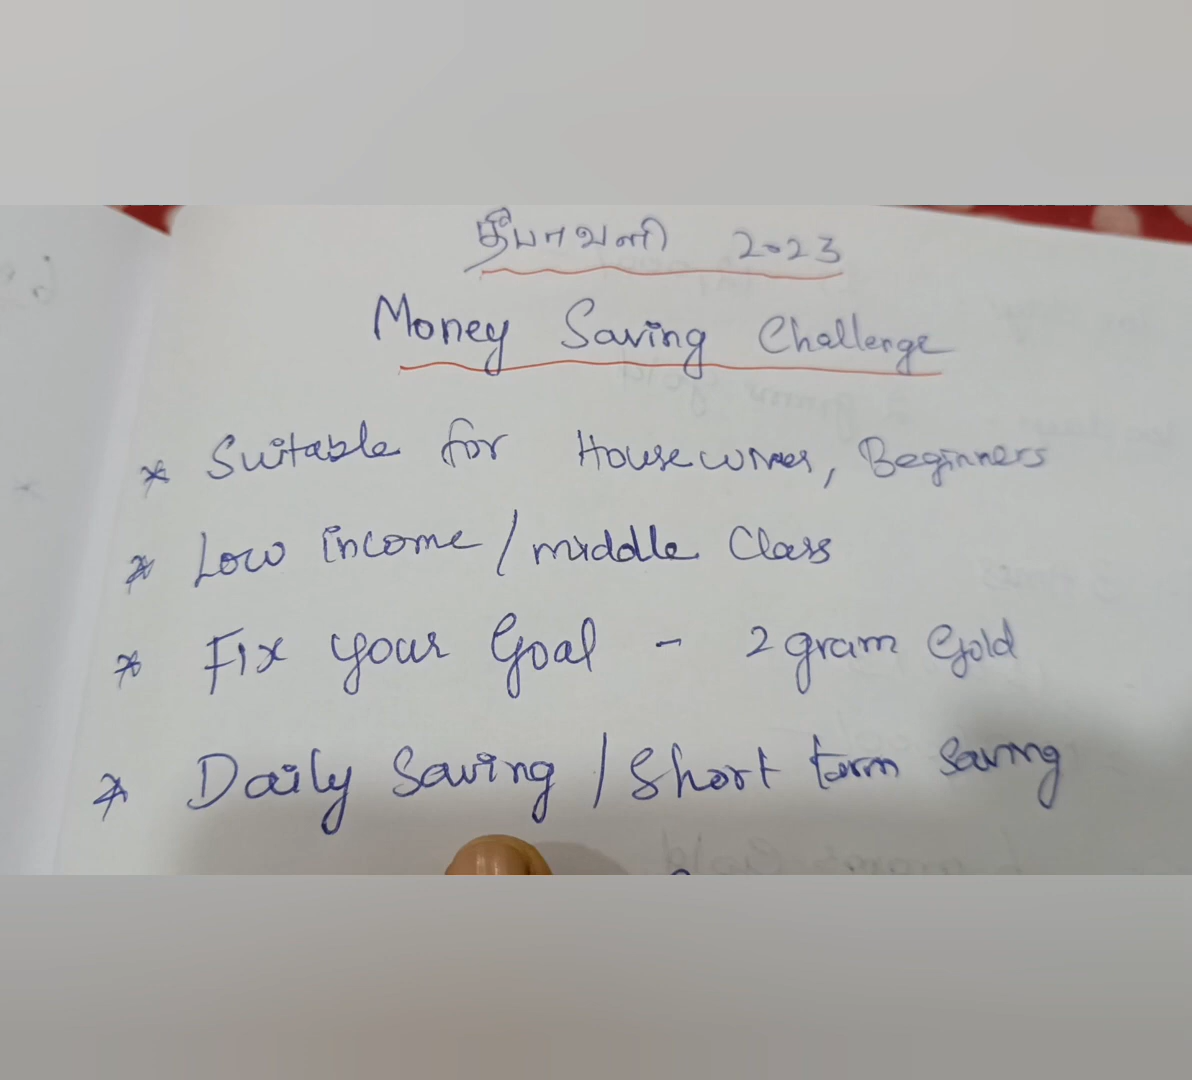 தீபாவளி 2023
Money Saving Challenge
* Suitable for Housewives, Beginners
* Low income / middle Class
* Fix your Goal - 2 gram Gold
* Daily Saving / Short term Saving